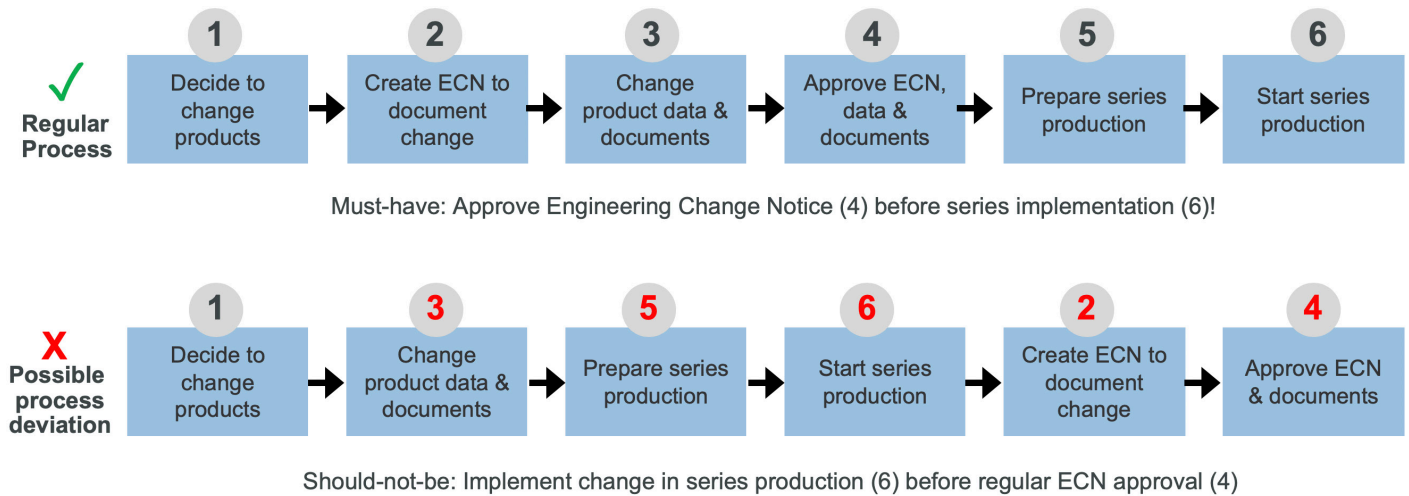 1
2
3
4
5
6
Regular
Process
Decide to
change
products
Create ECN to
document
change
Change
product data &
documents
Approve ECN,
data &
documents
Prepare series
production
Start series
production
Must-have: Approve Engineering Change Notice (4) before series implementation (6)!
1
3
5
6
2
4
X
Possible
process
deviation
Decide to
change
products
Change
product data &
documents
Prepare series
production
Start series
production
Create ECN to
document
change
Approve ECN
& documents
Should-not-be: Implement change in series production (6) before regular ECN approval (4)